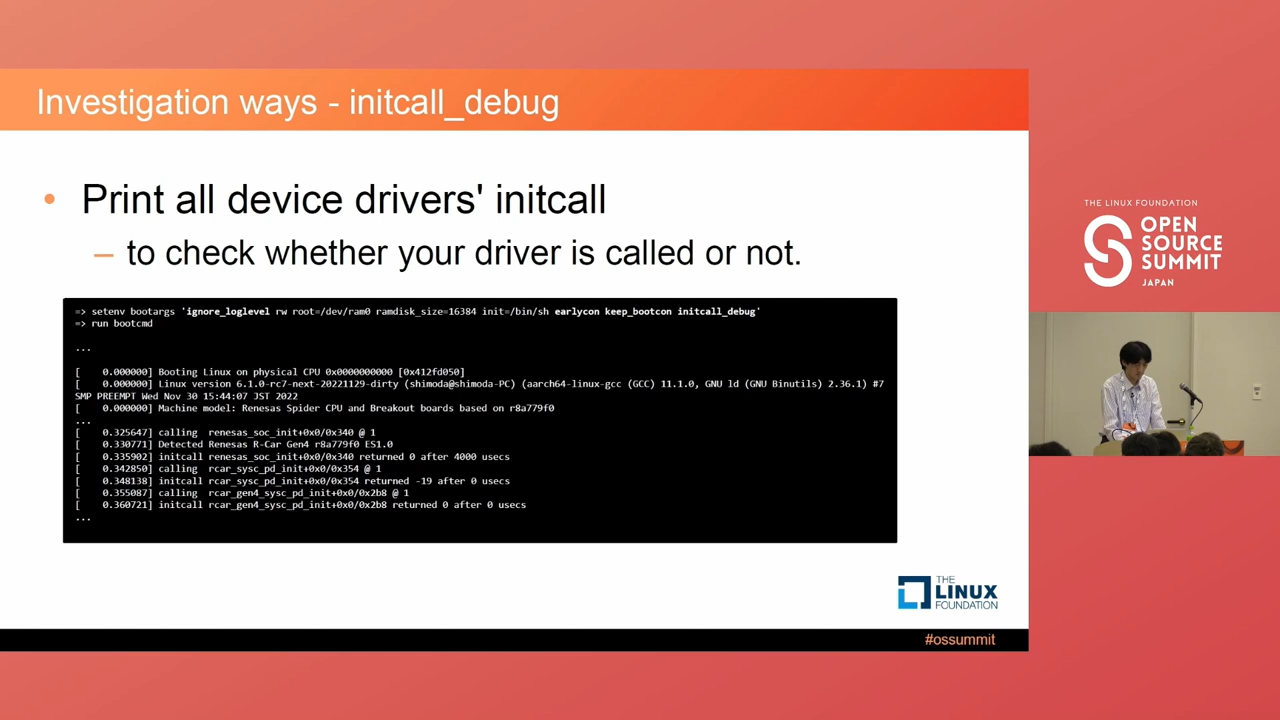 Investigation ways - initcall_debug
• Print all device drivers' initcall
– to check whether your driver is called or not.
=> setenv bootargs 'ignore_loglevel rw root=/dev/ram0 ramdisk_size=16384 init=/bin/sh earlycon keep_bootcon initcall_debug'
=> run bootcmd
...
[    0.000000] Booting Linux on physical CPU 0x0000000000 [0x412fd050]
[    0.000000] Linux version 6.1.0-rc7-next-20221129-dirty (shimoda@shimoda-PC) (aarch64-linux-gcc (GCC) 11.1.0, GNU ld (GNU Binutils) 2.36.1) #7
SMP PREEMPT Wed Nov 30 15:44:07 JST 2022
[    0.000000] Machine model: Renesas Spider CPU and Breakout boards based on r8a779f0
...
[    0.325647] calling  renesas_soc_init+0x0/0x340 @ 1
[    0.330771] Detected Renesas R-Car Gen4 r8a779f0 ES1.0
[    0.335902] initcall renesas_soc_init+0x0/0x340 returned 0 after 4000 usecs
[    0.342850] calling  rcar_sysc_pd_init+0x0/0x354 @ 1
[    0.348138] initcall rcar_sysc_pd_init+0x0/0x354 returned -19 after 0 usecs
[    0.355087] calling  rcar_gen4_sysc_pd_init+0x0/0x2b8 @ 1
[    0.360721] initcall rcar_gen4_sysc_pd_init+0x0/0x2b8 returned 0 after 0 usecs
...
THE
LINUX
FOUNDATION
#ossummit
THE LINUX FOUNDATION
OPEN
SOURCE
SUMMIT
JAPAN